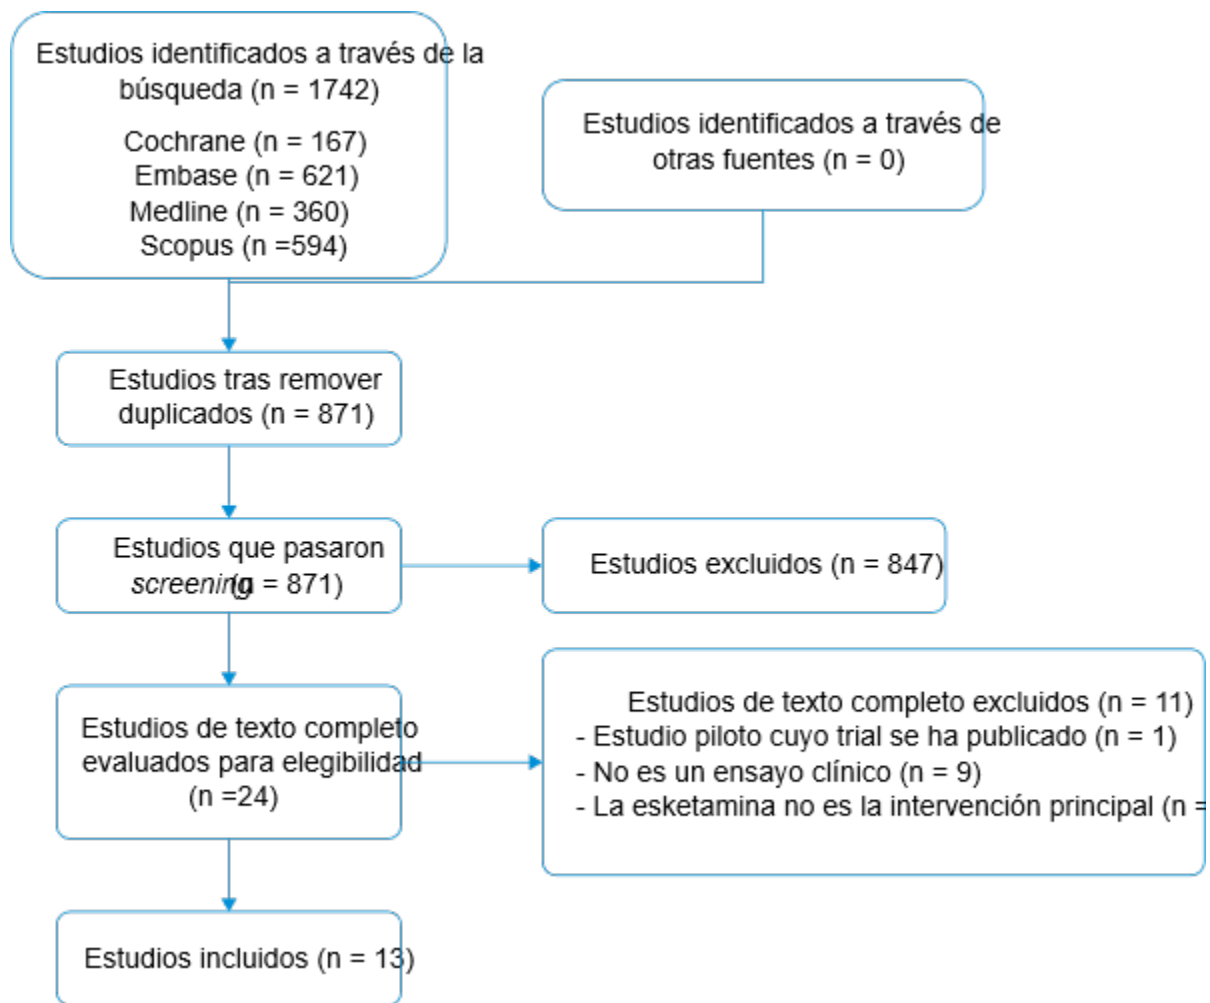 Estudios identificados a través de la
búsqueda (n = 1742)
Cochrane (n = 167)
Embase (n = 621)
Medline (n = 360)
Scopus (n =594)
Estudios identificados a través de
otras fuentes (n = 0)
Estudios tras remover
duplicados (n = 871)
Estudios que pasaron
screening (n = 871)
Estudios excluidos (n = 847)
Estudios de texto completo
evaluados para elegibilidad
(n =24)
Estudios de texto completo excluidos (n = 11)
- Estudio piloto cuyo trial se ha publicado (n = 1)
- No es un ensayo clínico (n = 9)
- La esketamina no es la intervención principal (n =
Estudios incluidos (n = 13)